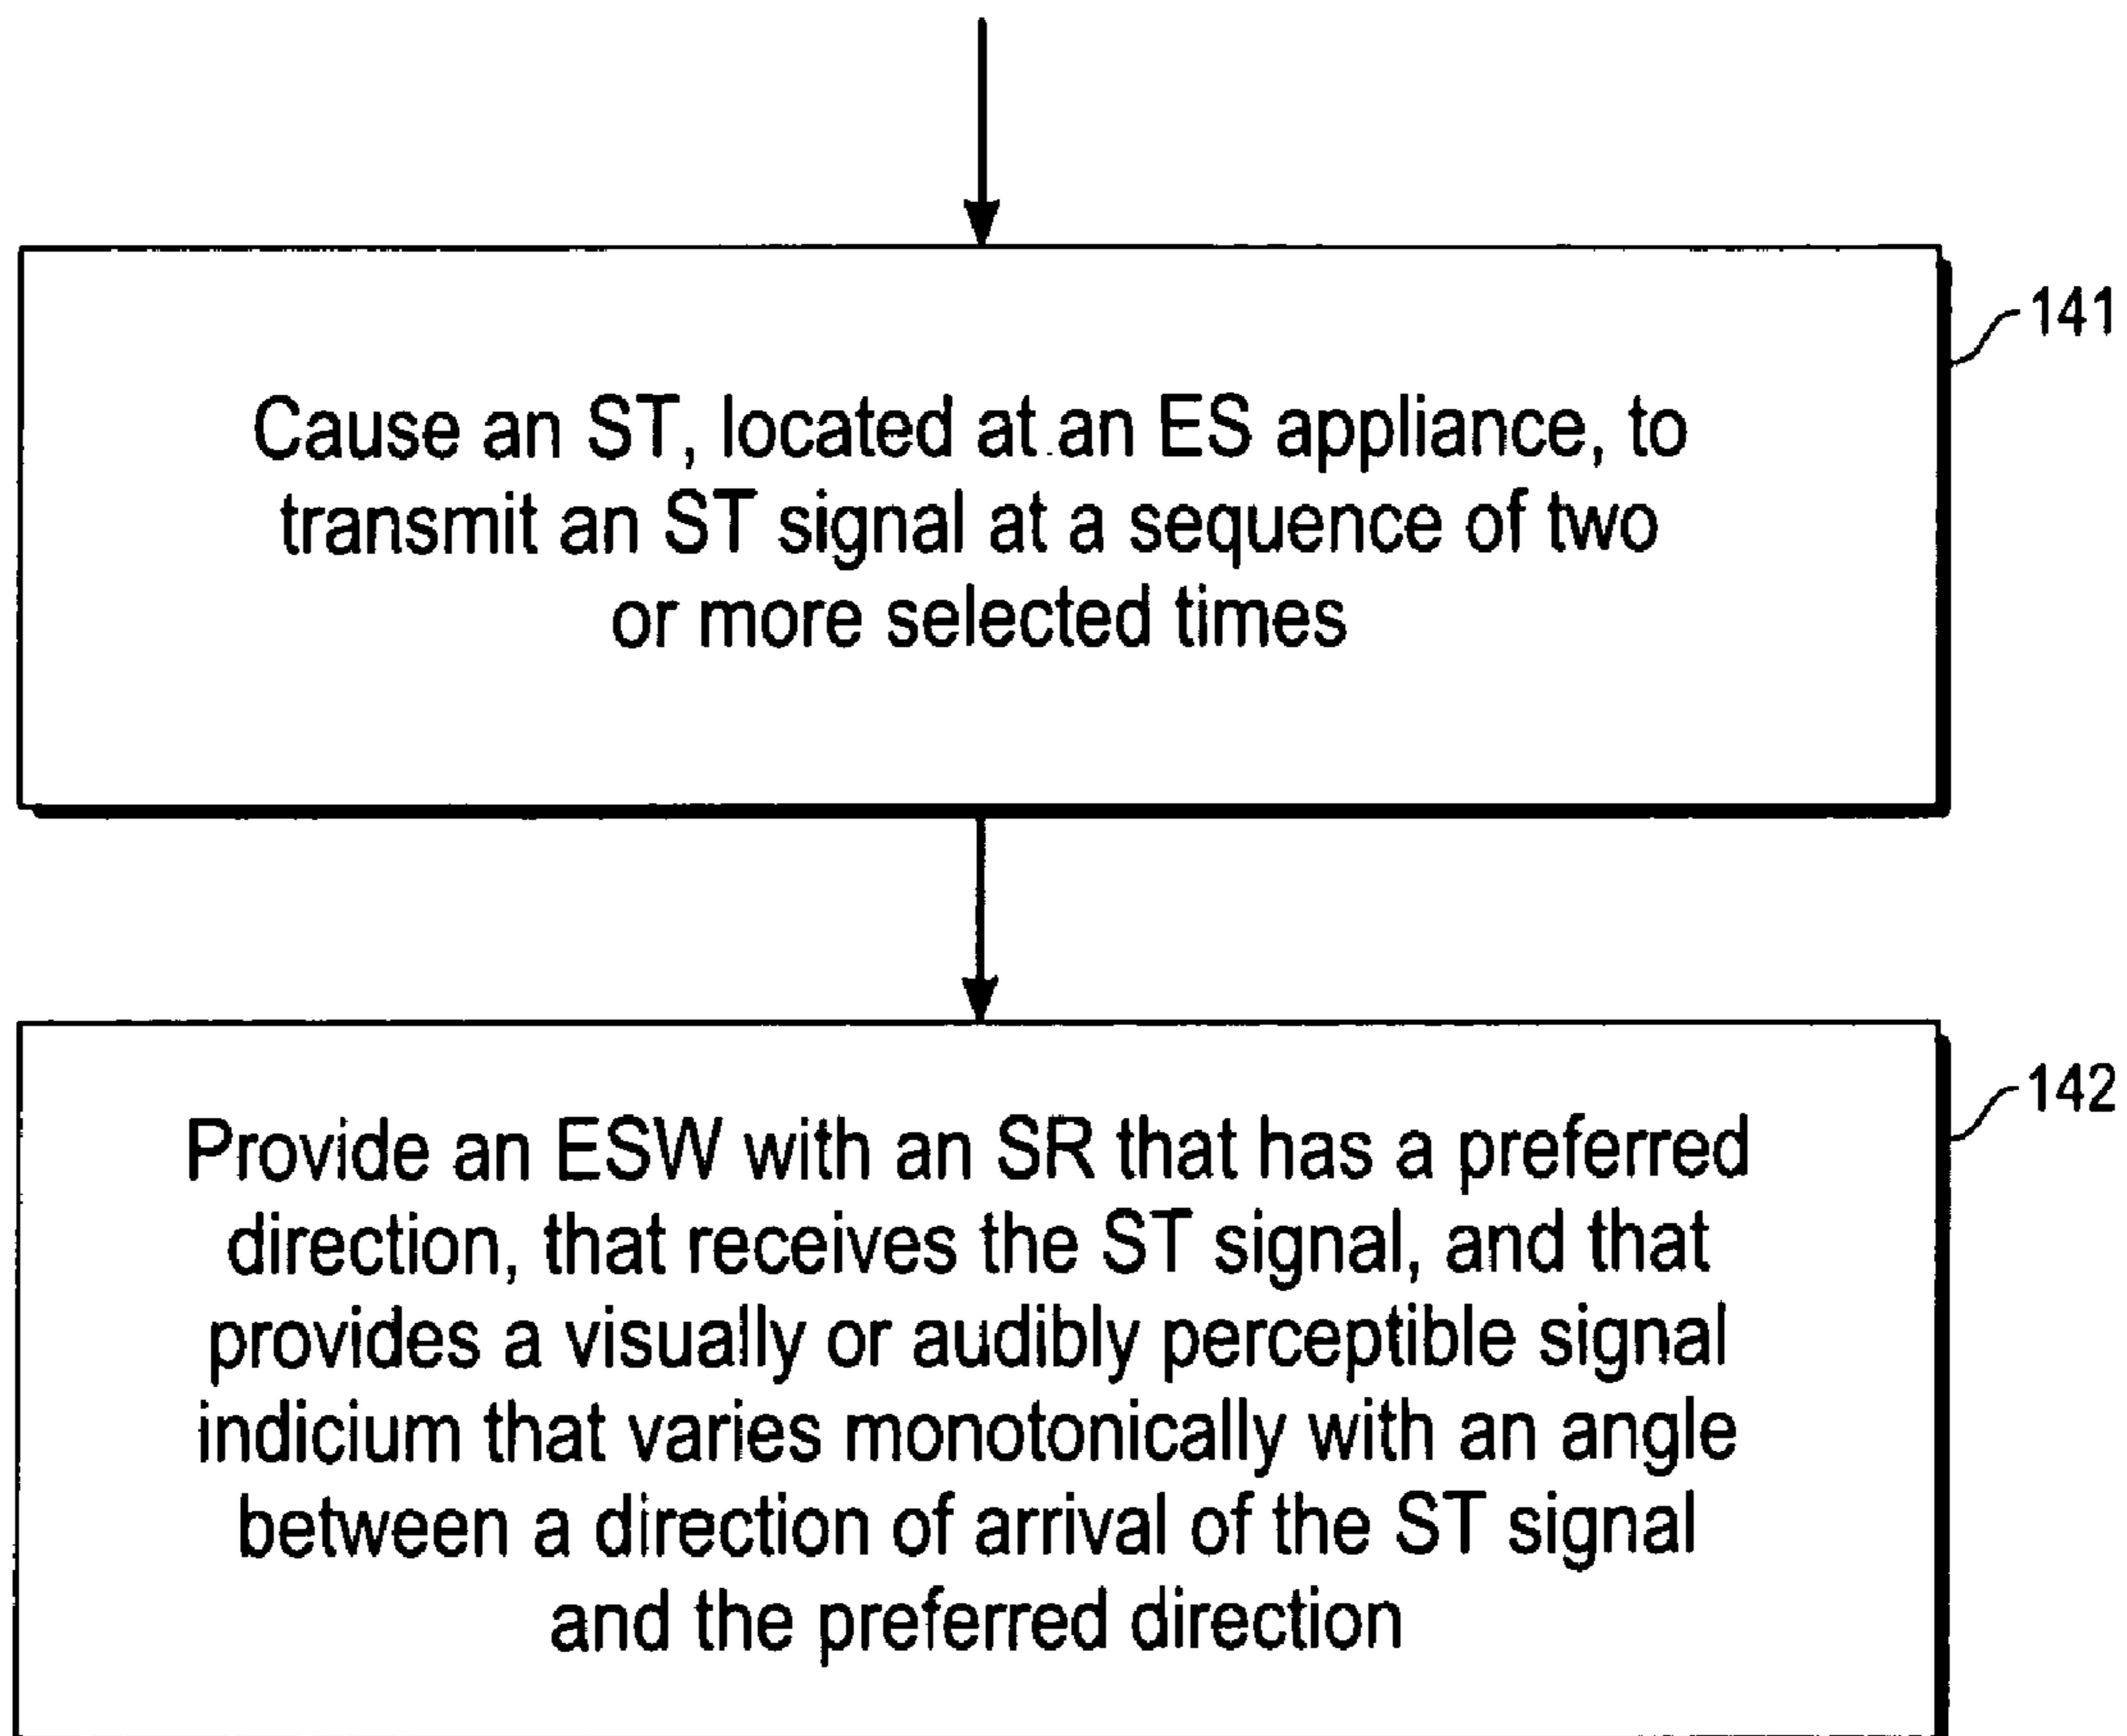 141
Cause an ST, located at an ES appliance, to
transmit an ST signal at a sequence of two
or more selected times
142
Provide an ESW with an SR that has a preferred
direction, that receives the ST signal, and that
provides a visually or audibly perceptible signal
indicium that varies monotonically with an angle
between a direction of arrival of the ST signal
and the preferred direction